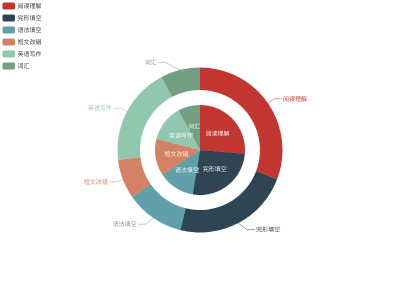 阅读理解
完形填空
语法填空
短文改错
英语写作
词汇
词汇
英语写作
阅读理解
词汇
英语写作
阅读理解
短文改错
语法填空
完形填空
短文改错
语法填空
完形填空